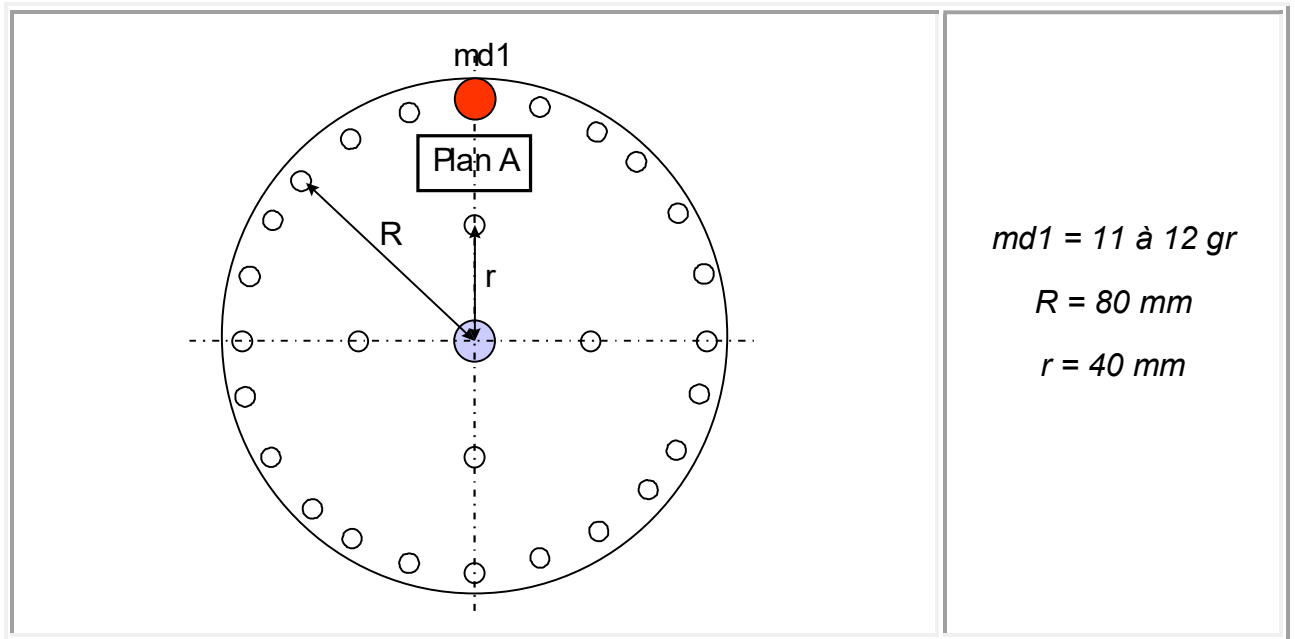 md1
Plan A
R
r
md1 = 11 à 12 gr
R = 80 mm
r = 40 mm